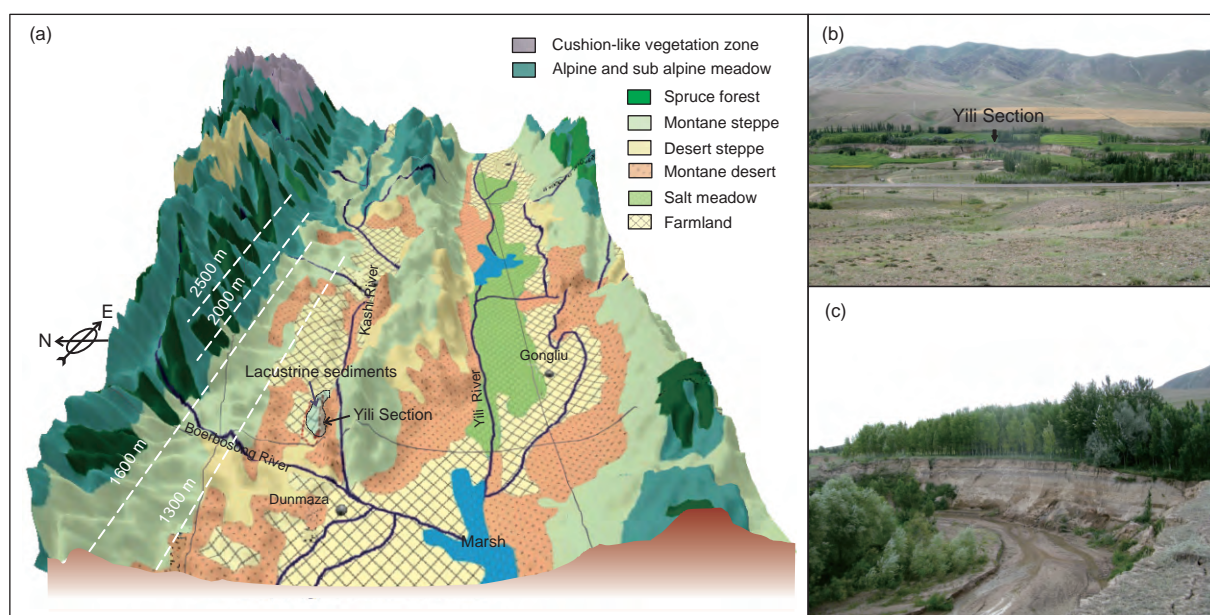 (a)
Cushion-like vegetation zone
Alpine and sub alpine meadow
Spruce forest
Montane steppe
Desert steppe
Montane desert
Salt meadow
Farmland
2500 m
2000 m
1600 m
1300 m
N
E
Kashi River
Lacustrine sediments
Yili Section
Boerbosong River
Dunmaza
Yili River
Gongliu
Marsh
(b)
Yili Section
(c)